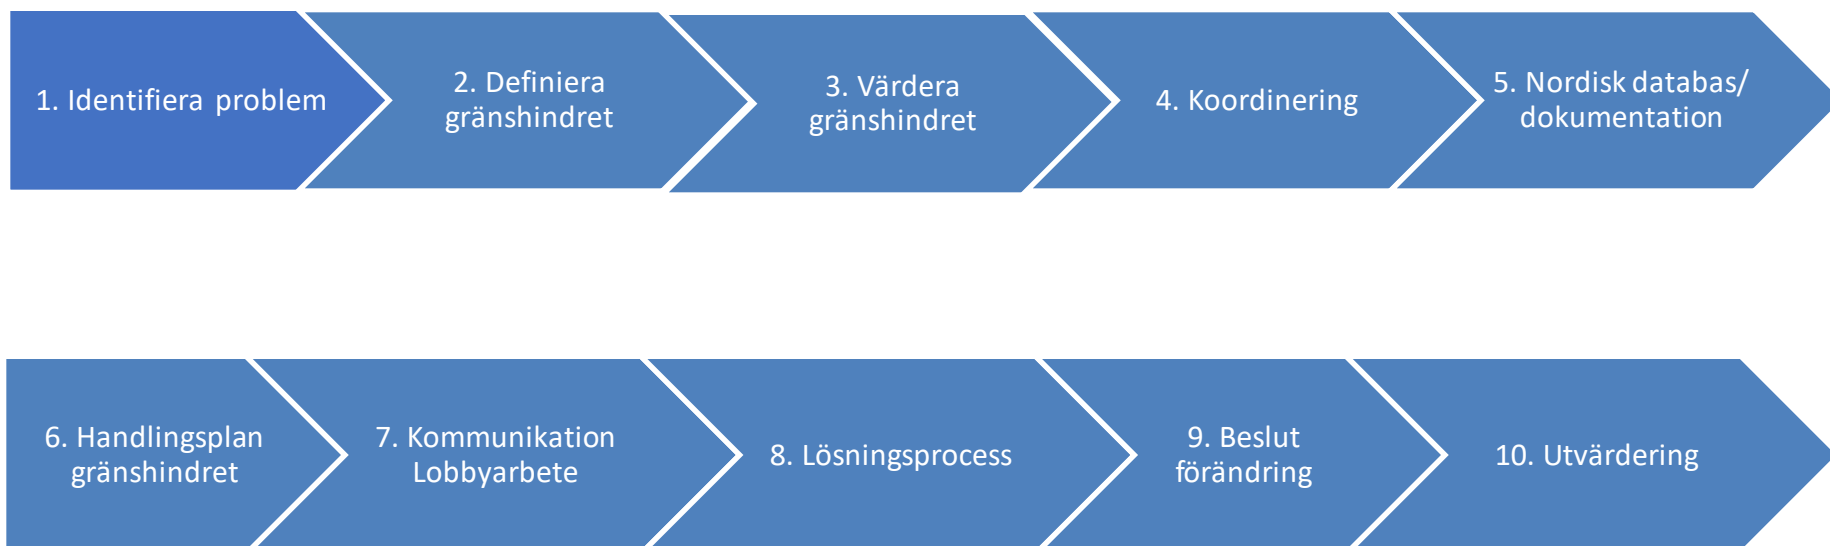 1. Identifiera problem
2. Definiera
gränshindret
3. Värdera
gränshindret
4. Koordinering
5. Nordisk databas/
dokumentation
6. Handlingsplan
gränshindret
7. Kommunikation
Lobbyarbete
8. Lösningsprocess
9. Beslut
förändring
10. Utvärdering